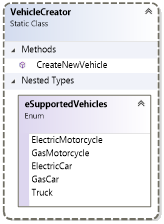 VehicleCreator
Static Class
Methods
CreateNewVehicle
Nested Types
eSupportedVehicles
Enum
ElectricMotorcycle
GasMotorcycle
ElectricCar
GasCar
Truck